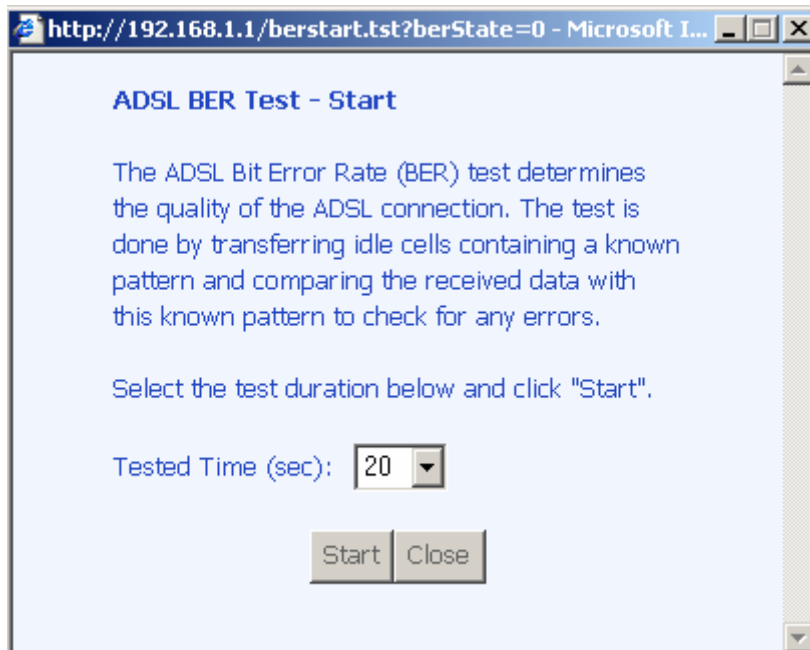 http://192.168.1.1/berstart.tst?berState=0 - Microsoft I...
ADSL BER Test - Start
The ADSL Bit Error Rate (BER) test determines
the quality of the ADSL connection. The test is
done by transferring idle cells containing a known
pattern and comparing the received data with
this known pattern to check for any errors.
Select the test duration below and click "Start".
Tested Time (sec): 20
Start Close